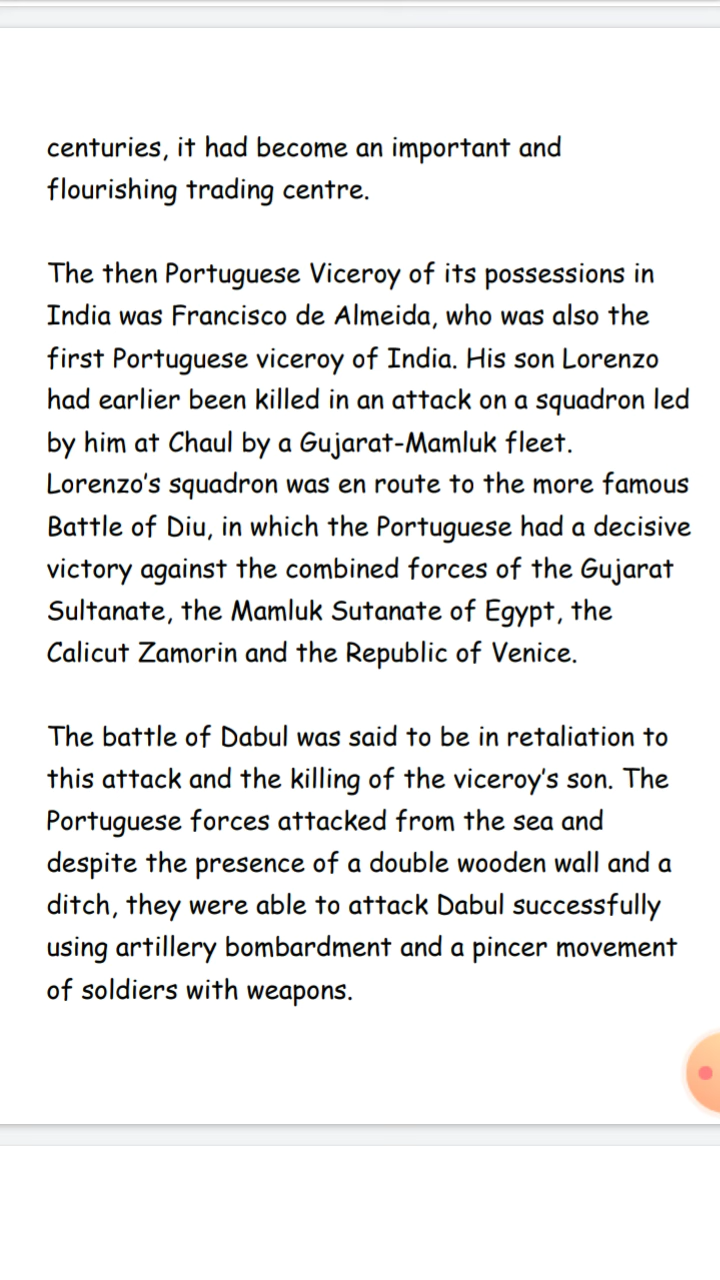 centuries, it had become an important and
flourishing trading centre.
The then Portuguese Viceroy of its possessions in
India was Francisco de Almeida, who was also the
first Portuguese viceroy of India. His son Lorenzo
had earlier been killed in an attack on a squadron led
by him at Chaul by a Gujarat-Mamluk fleet.
Lorenzo's squadron was en route to the more famous
Battle of Diu, in which the Portuguese had a decisive
victory against the combined forces of the Gujarat
Sultanate, the Mamluk Sutanate of Egypt, the
Calicut Zamorin and the Republic of Venice.
The battle of Dabul was said to be in retaliation to
this attack and the killing of the viceroy's son. The
Portuguese forces attacked from the sea and
despite the presence of a double wooden wall and a
ditch, they were able to attack Dabul successfully
using artillery bombardment and a pincer movement
of soldiers with weapons.